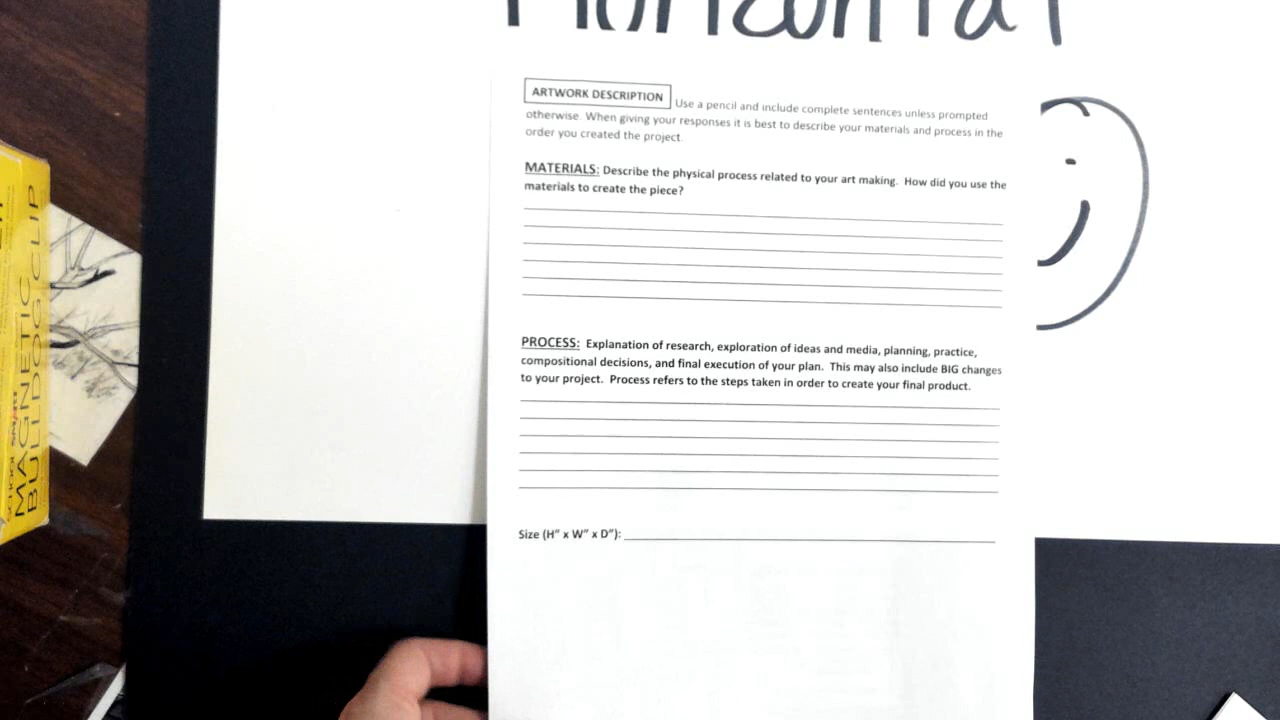 Horizontal
ARTWORK DESCRIPTION Use a pencil and include complete sentences unless prompted
otherwise. When giving your responses it is best to describe your materials and process in the
order you created the project.
MATERIALS: Describe the physical process related to your art making. How did you use the
materials to create the piece?
PROCESS: Explanation of research, exploration of ideas and media, planning, practice,
compositional decisions, and final execution of your plan. This may also include BIG changes
to your project. Process refers to the steps taken in order to create your final product.
Size (H" x W" x D"):
SCHOOL SMART
MAGNETIC
BULLDOG CLIP